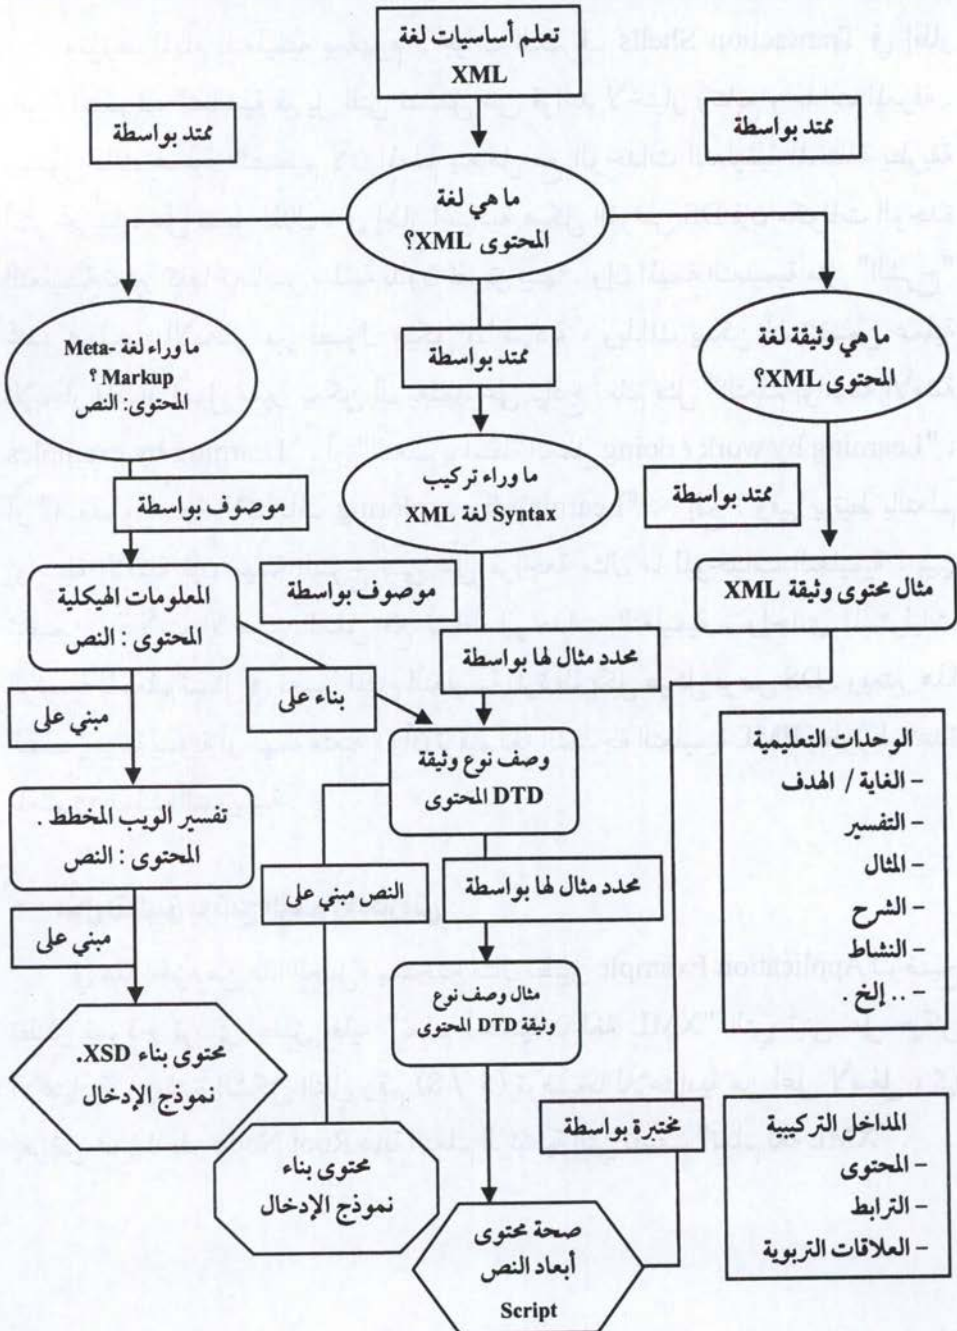 تعلم أساسيات لغة
XML
ممتد بواسطة
ممتد بواسطة
ما هي لغة
المحتوى XML؟
ما هي وثيقة لغة
المحتوى XML؟
ممتد بواسطة
ما وراء لغة Meta-
Markup ؟
المحتوى: النص
ما وراء تركيب
Syntax لغة XML
ممتد بواسطة
موصوف بواسطة
مثال محتوى وثيقة XML
موصوف بواسطة
المعلومات الهيكلية
المحتوى : النص
محدد مثال لها بواسطة
بناء على
مبني على
الوحدات التعليمية
– الغاية / الهدف
– التفسير
– المثال
– الشرح
– النشاط
– .. إلخ .
وصف نوع وثيقة
DTD المحتوى
تفسير الويب المخطط .
المحتوى : النص
محدد مثال لها بواسطة
النص مبني على
مبني على
مثال وصف نوع
وثيقة DTD المحتوى
محتوى بناء XSD.
نموذج الإدخال
مختبرة بواسطة
المداخل التركيبية
– المحتوى
– الترابط
– العلاقات التربوية
محتوى بناء
نموذج الإدخال
صحة محتوى
أبعاد النص
Script